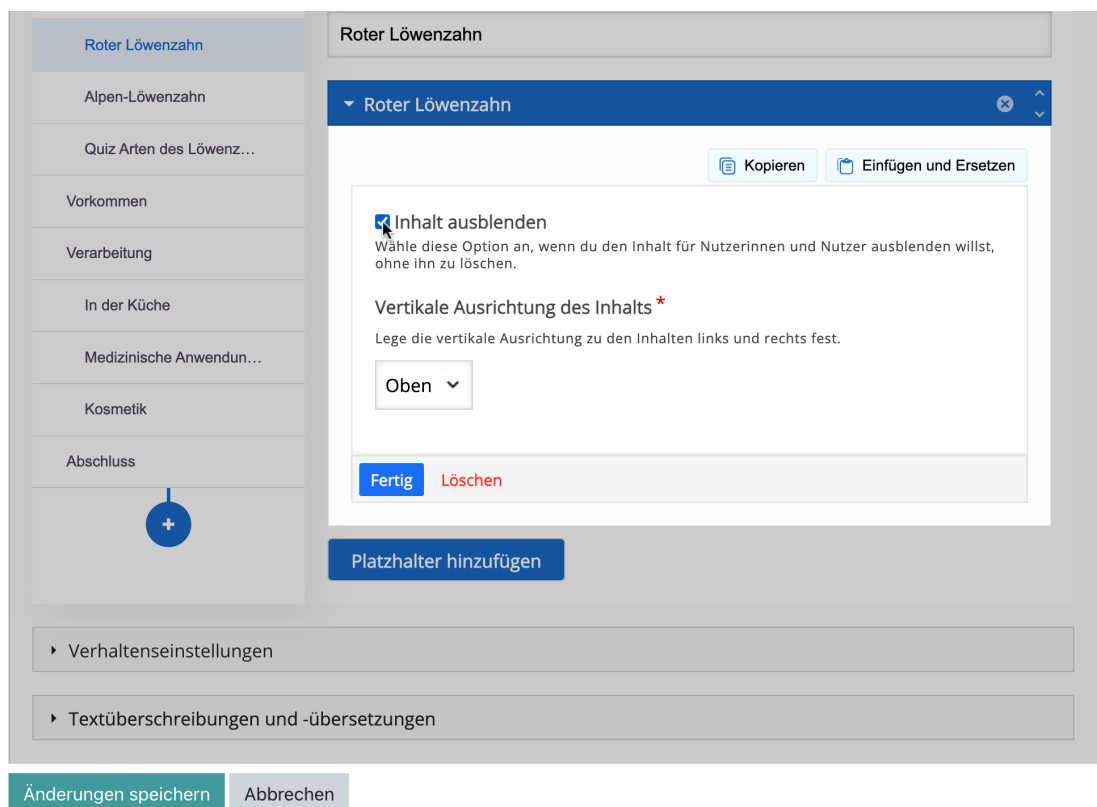 Roter Löwenzahn
Alpen-Löwenzahn
Quiz Arten des Löwenz...
Vorkommen
Verarbeitung
In der Küche
Medizinische Anwendun...
Kosmetik
Abschluss
+
Roter Löwenzahn
Roter Löwenzahn
Kopieren
Einfügen und Ersetzen
Inhalt ausblenden
Wähle diese Option an, wenn du den Inhalt für Nutzerinnen und Nutzer ausblenden willst,
ohne ihn zu löschen.
Vertikale Ausrichtung des Inhalts *
Lege die vertikale Ausrichtung zu den Inhalten links und rechts fest.
Oben
Fertig
Löschen
Platzhalter hinzufügen
Verhaltenseinstellungen
Textüberschreibungen und -übersetzungen
Änderungen speichern
Abbrechen